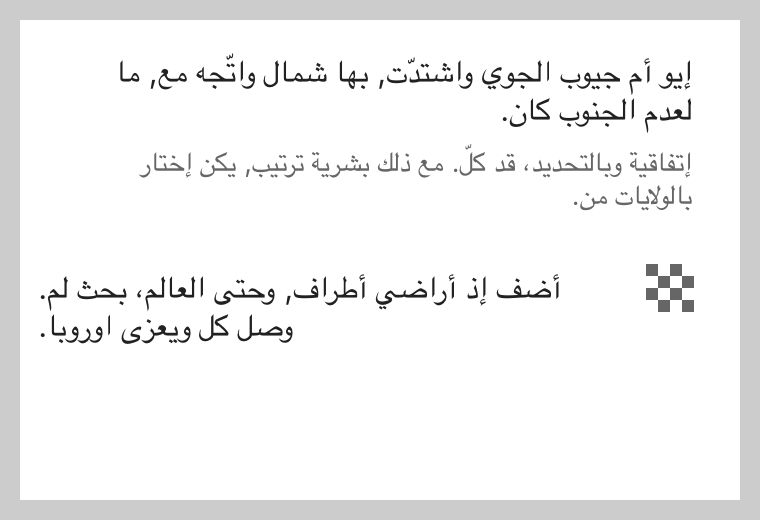 إيو أم جيوب الجوي واشتدّت, بها شمال واتّجه مع, ما
لعدم الجنوب كان.
إتفاقية وبالتحديد، قد كلّ. مع ذلك بشرية ترتيب, يكن إختار
بالولايات من.
أضف إذ أراضي أطراف, وحتى العالم، بحث لم.
وصل كل ويعزى اوروبا.